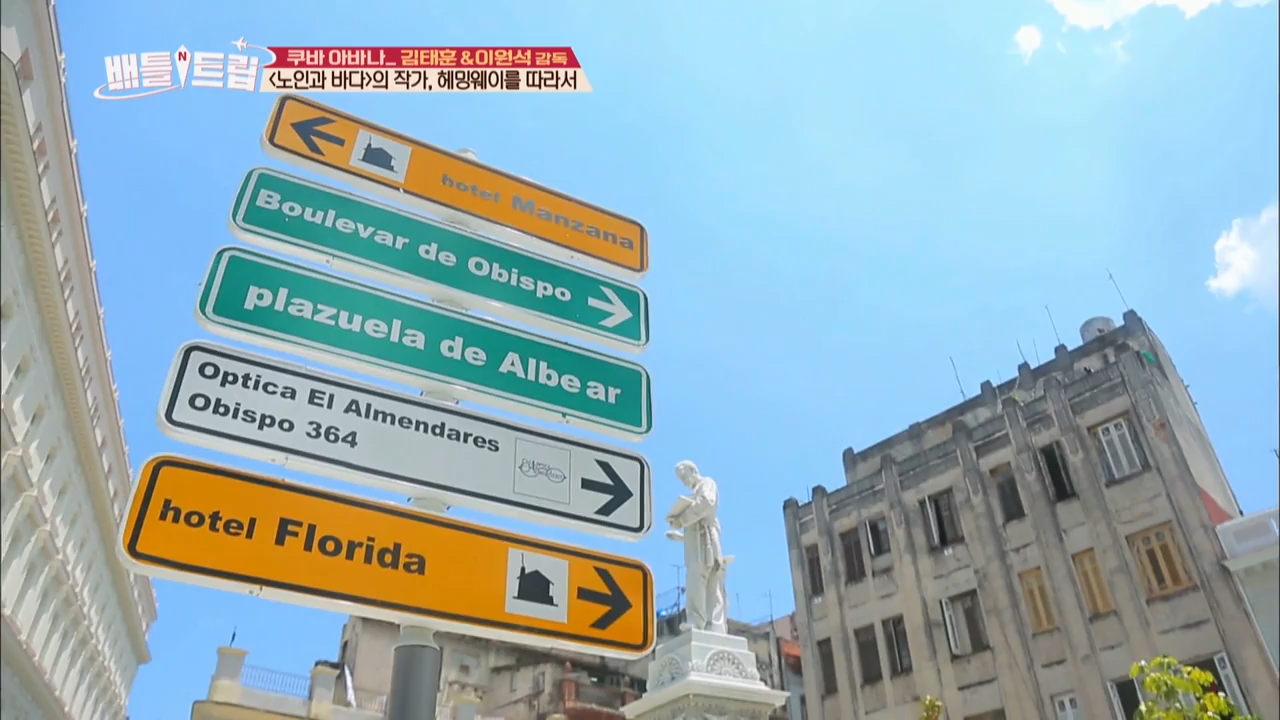 배틀트립
N
쿠바 아바나_ 김태훈&이원석 감독
<노인과 바다>의 작가, 헤밍웨이를 따라서
hotel Manzana
Boulevar de Obispo
plazuela de Albear
Optica El Almendares
Obispo 364
hotel Florida